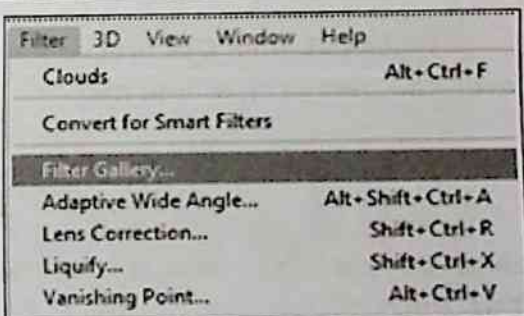 Filter 3D View Window Help
Clouds Alt+Ctrl+F
Convert for Smart Filters
Filter Gallery...
Adaptive Wide Angle... Alt+Shift+Ctrl+A
Lens Correction... Shift+Ctrl+R
Liquify... Shift+Ctrl+X
Vanishing Point... Alt+Ctrl+V